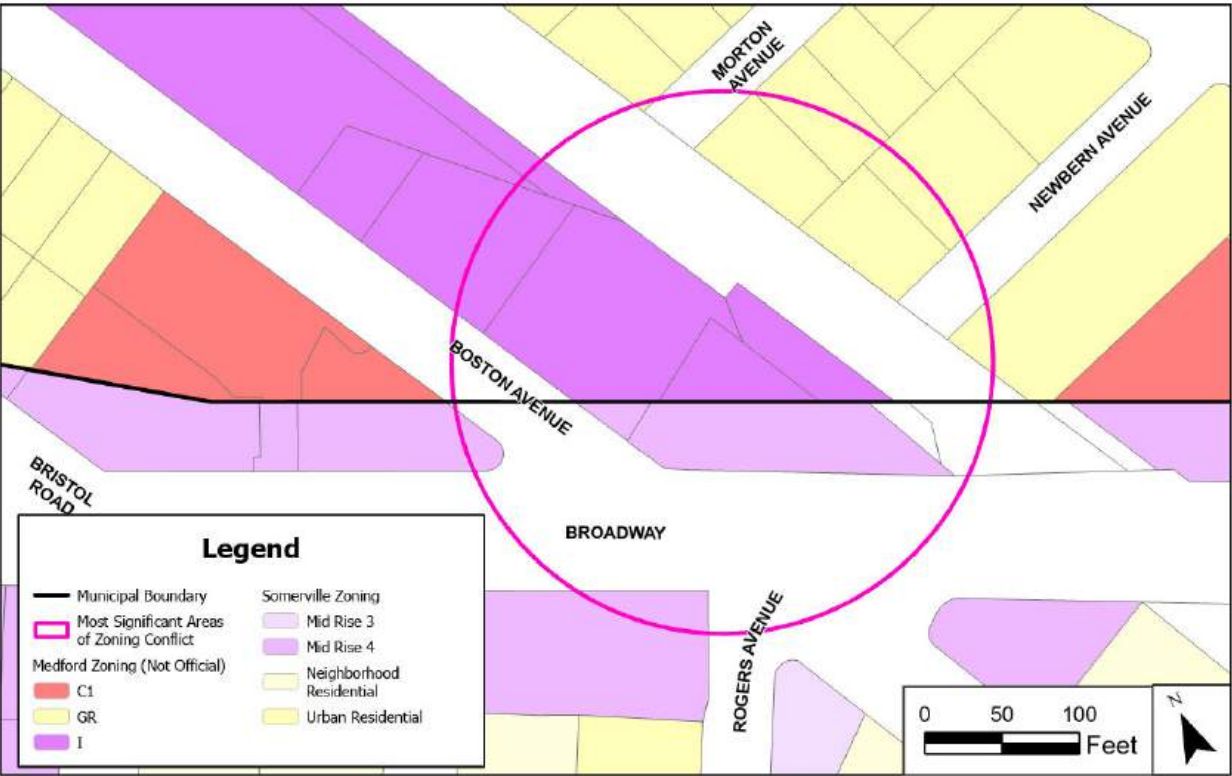 MORTON
AVENUE
NEWBERN AVENUE
BOSTON AVENUE
BRISTOL
ROAD
BROADWAY
ROGERS AVENUE
Legend
Municipal Boundary
Most Significant Areas
of Zoning Conflict
Medford Zoning (Not Official)
C1
GR
I
Somerville Zoning
Mid Rise 3
Mid Rise 4
Neighborhood
Residential
Urban Residential
0 50 100
Feet
N